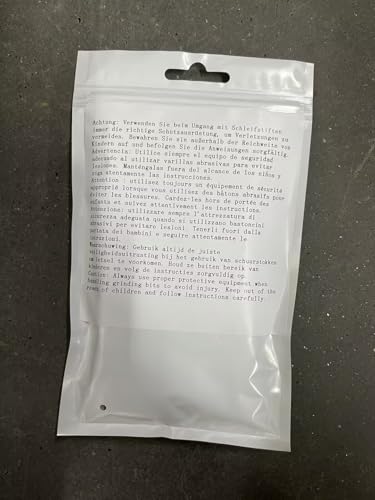 Achtung: Verwenden Sie beim Umgang mit Schleifstiften
immer die richtige Schutzausrüstung, um Verletzungen zu
vermeiden. Bewahren Sie sie außerhalb der Reichweite von
Kindern auf und befolgen Sie die Anweisungen sorgfältig.
Advertencia: Utilice siempre el equipo de seguridad
adecuado al utilizar varillas abrasivas para evitar
lesiones. Manténgalas fuera del alcance de los niños y
siga atentamente las instrucciones.
Attention : utilisez toujours un équipement de sécurité
approprié lorsque vous utilisez des bâtons abrasifs pour
éviter les blessures. Gardez-les hors de portée des
enfants et suivez attentivement les instructions.
Attenzione: utilizzare sempre l'attrezzatura di
sicurezza adeguata quando si utilizzano bastoncini
abrasivi per evitare lesioni. Tenerli fuori dalla
portata dei bambini e seguire attentamente le
istruzioni.
Waarschuwing: Gebruik altijd de juiste
veiligheidsuitrusting bij het gebruik van schuurstokken
om letsel te voorkomen. Houd ze buiten bereik van
kinderen en volg de instructies zorgvuldig op.
Caution: Always use proper protective equipment when
handling grinding bits to avoid injury. Keep out of the
reach of children and follow instructions carefully